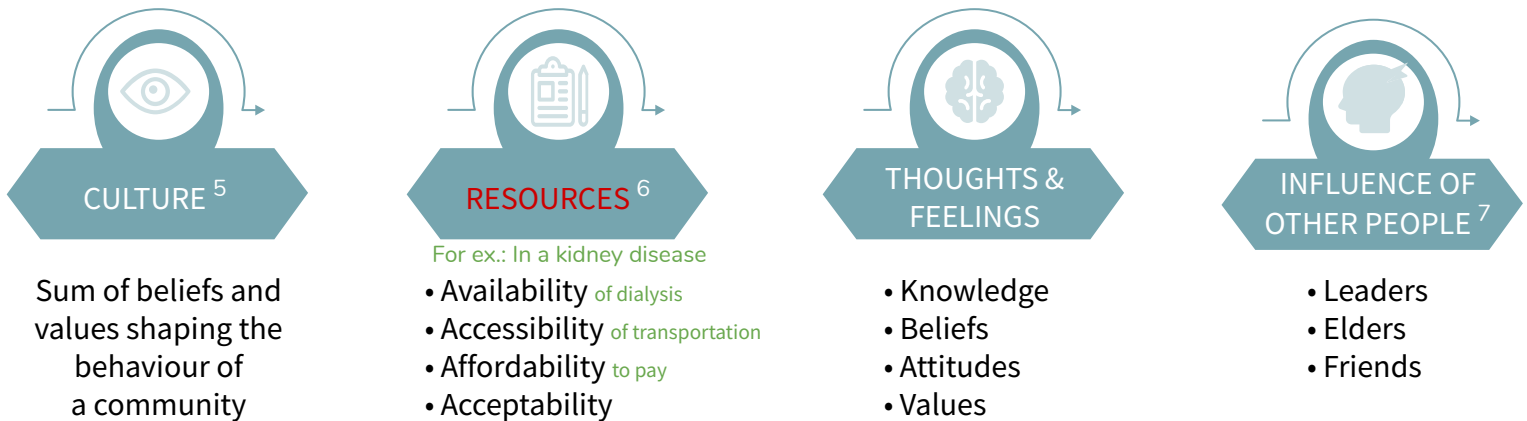 CULTURE 5
Sum of beliefs and
values shaping the
behaviour of
a community
RESOURCES 6
For ex.: In a kidney disease
• Availability of dialysis
• Accessibility of transportation
• Affordability to pay
• Acceptability
THOUGHTS &
FEELINGS
• Knowledge
• Beliefs
• Attitudes
• Values
INFLUENCE OF
OTHER PEOPLE 7
• Leaders
• Elders
• Friends